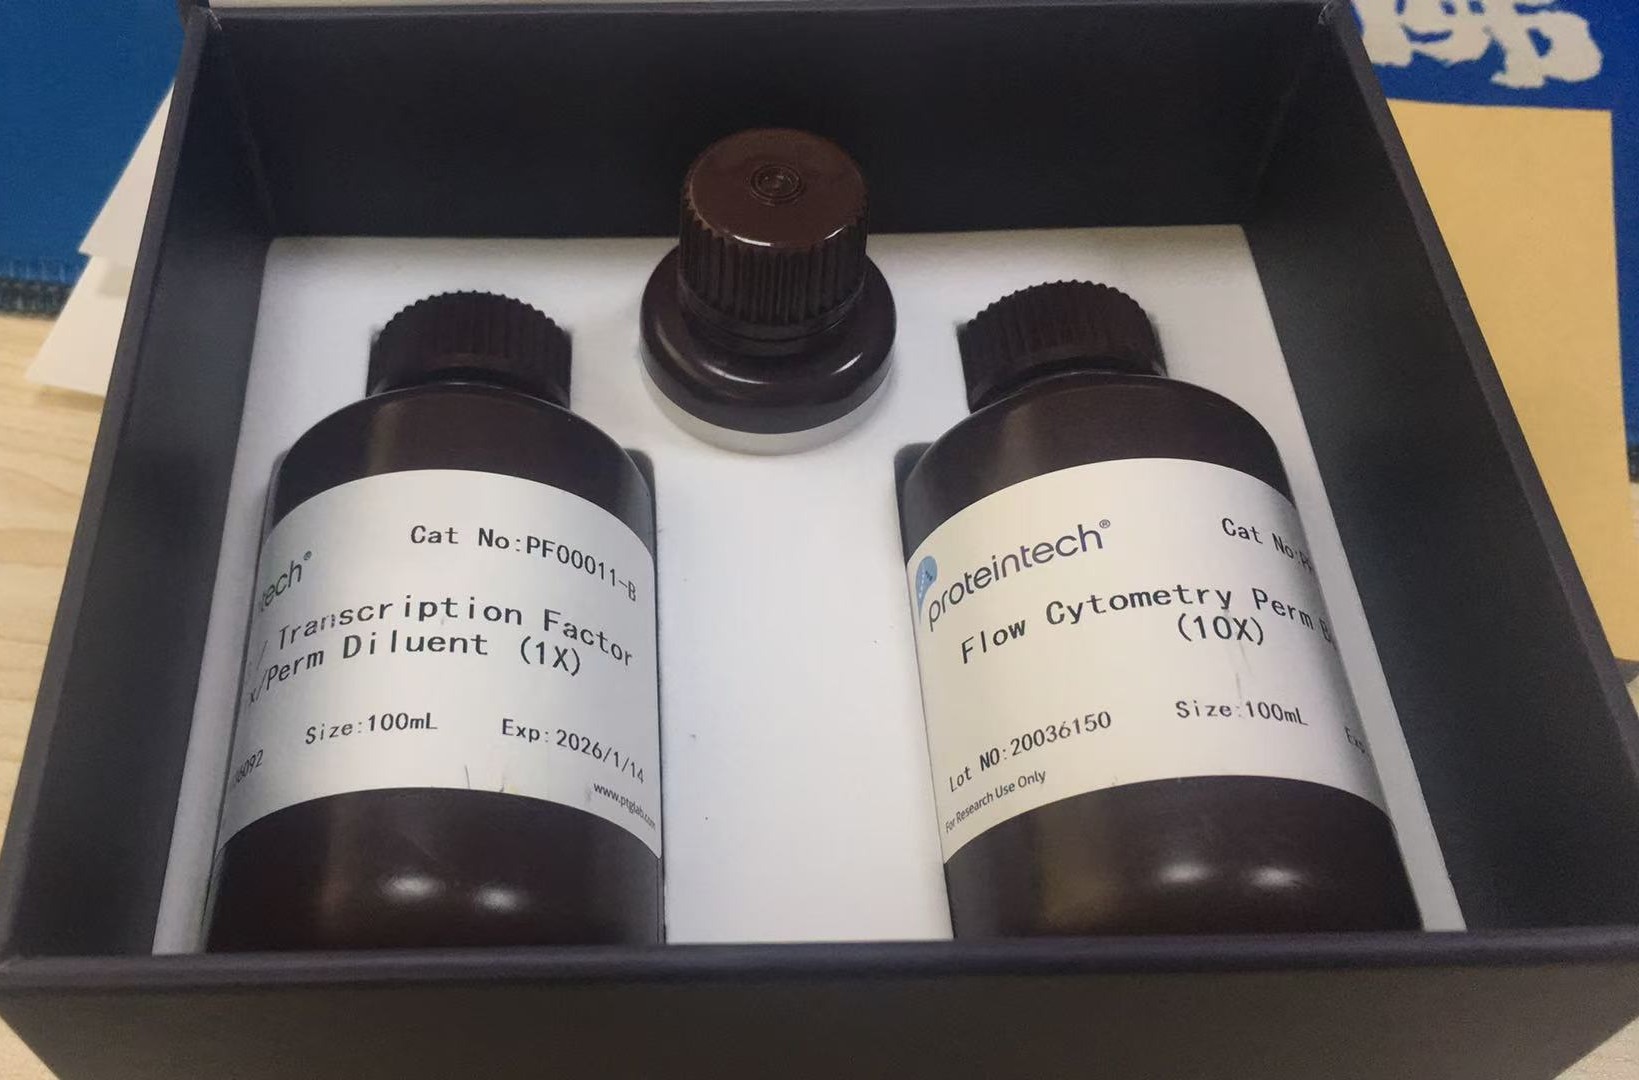 Cat No:PF00011-B
Transcription Factor
/Perm Diluent (1X)
Size:100mL
Exp:2026/1/14
www.ptglab.com
proteintech®
Cat No:
Flow Cytometry Perm
(10X)
Lot NO:20036150
Size:100mL
For Research Use Only